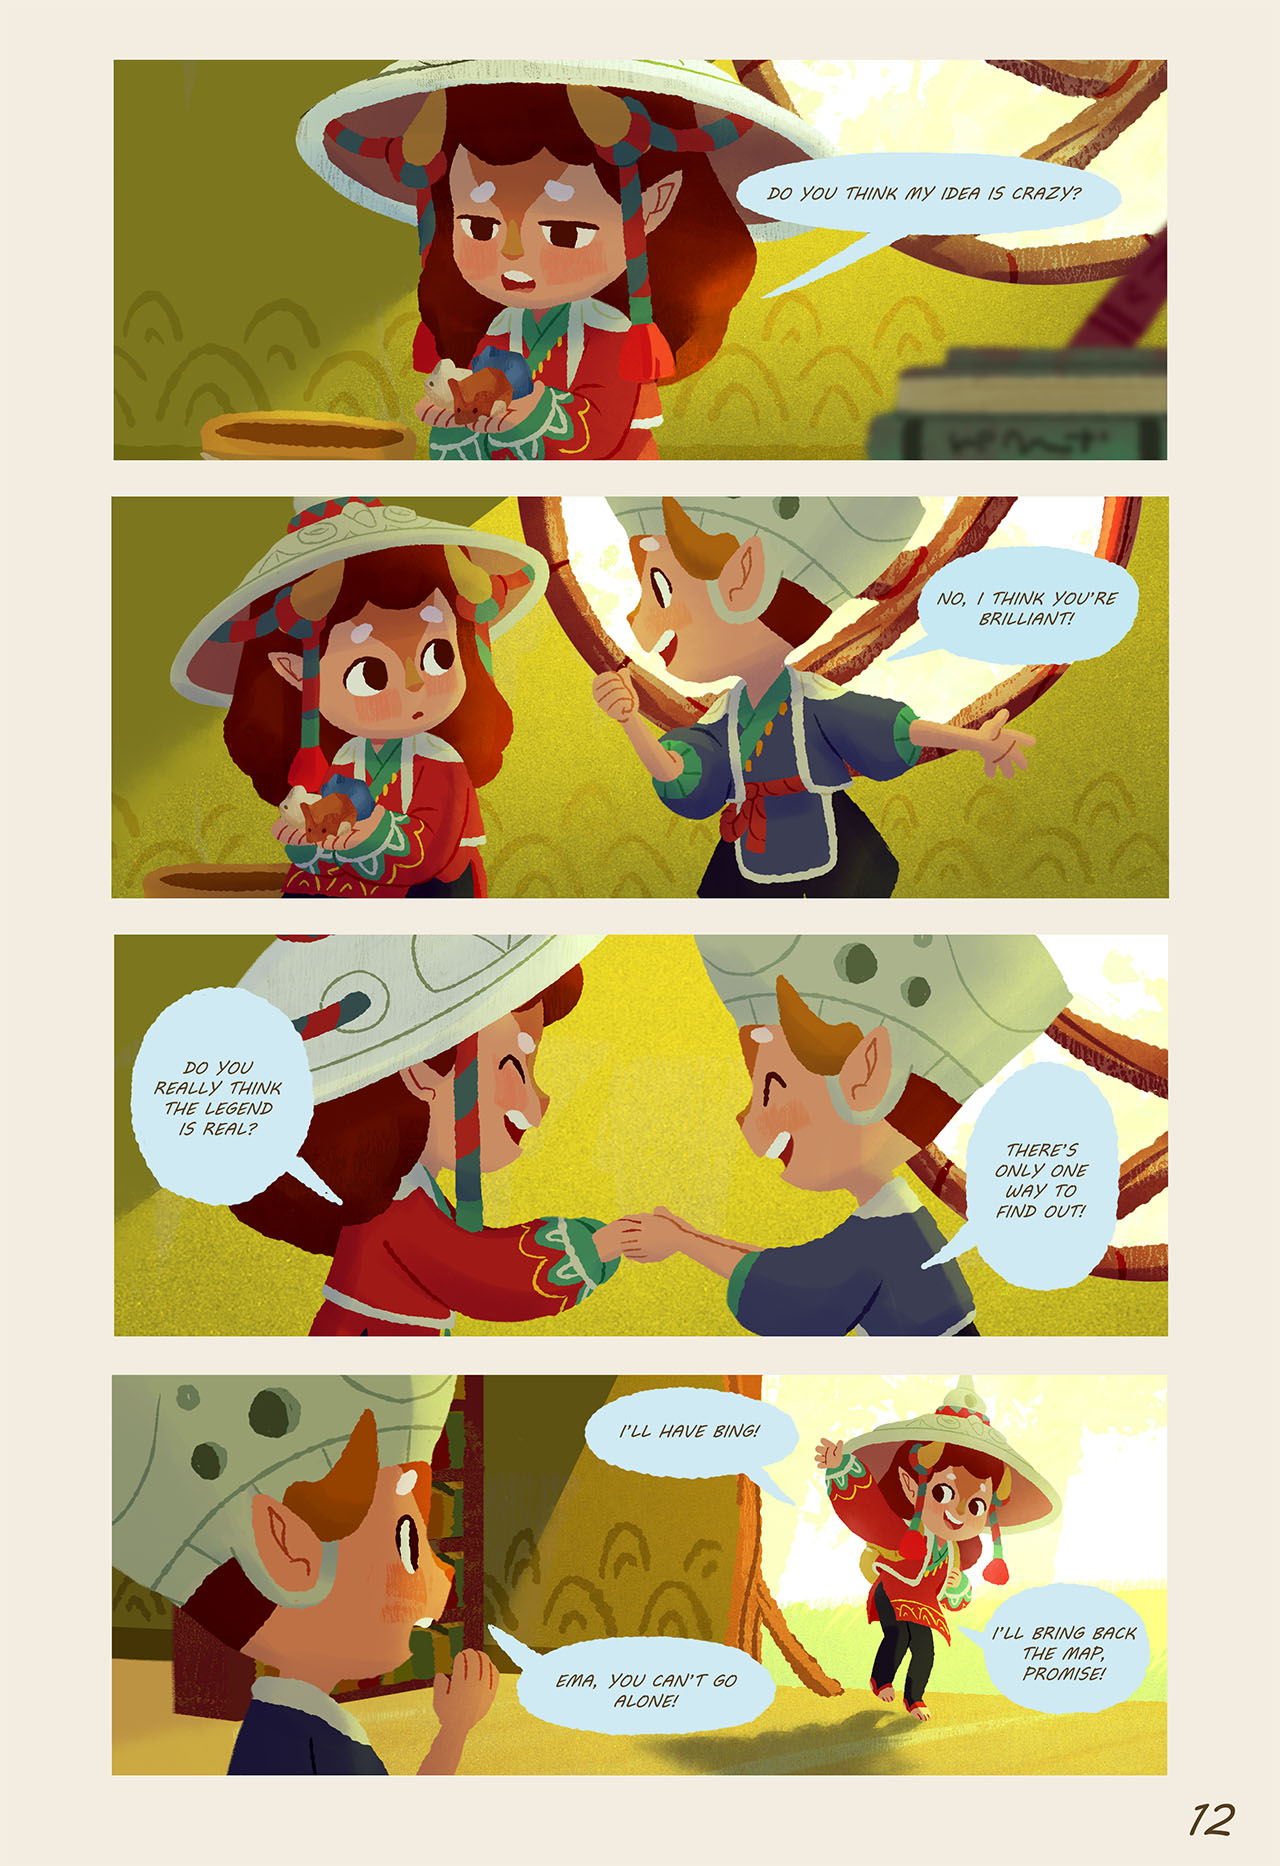 DO YOU THINK MY IDEA IS CRAZY?
NO, I THINK YOU'RE
BRILLIANT!
DO YOU
REALLY THINK
THE LEGEND
IS REAL?
THERE'S
ONLY ONE
WAY TO
FIND OUT!
I'LL HAVE BING!
EMA, YOU CAN'T GO
ALONE!
I'LL BRING BACK
THE MAP,
PROMISE!
12